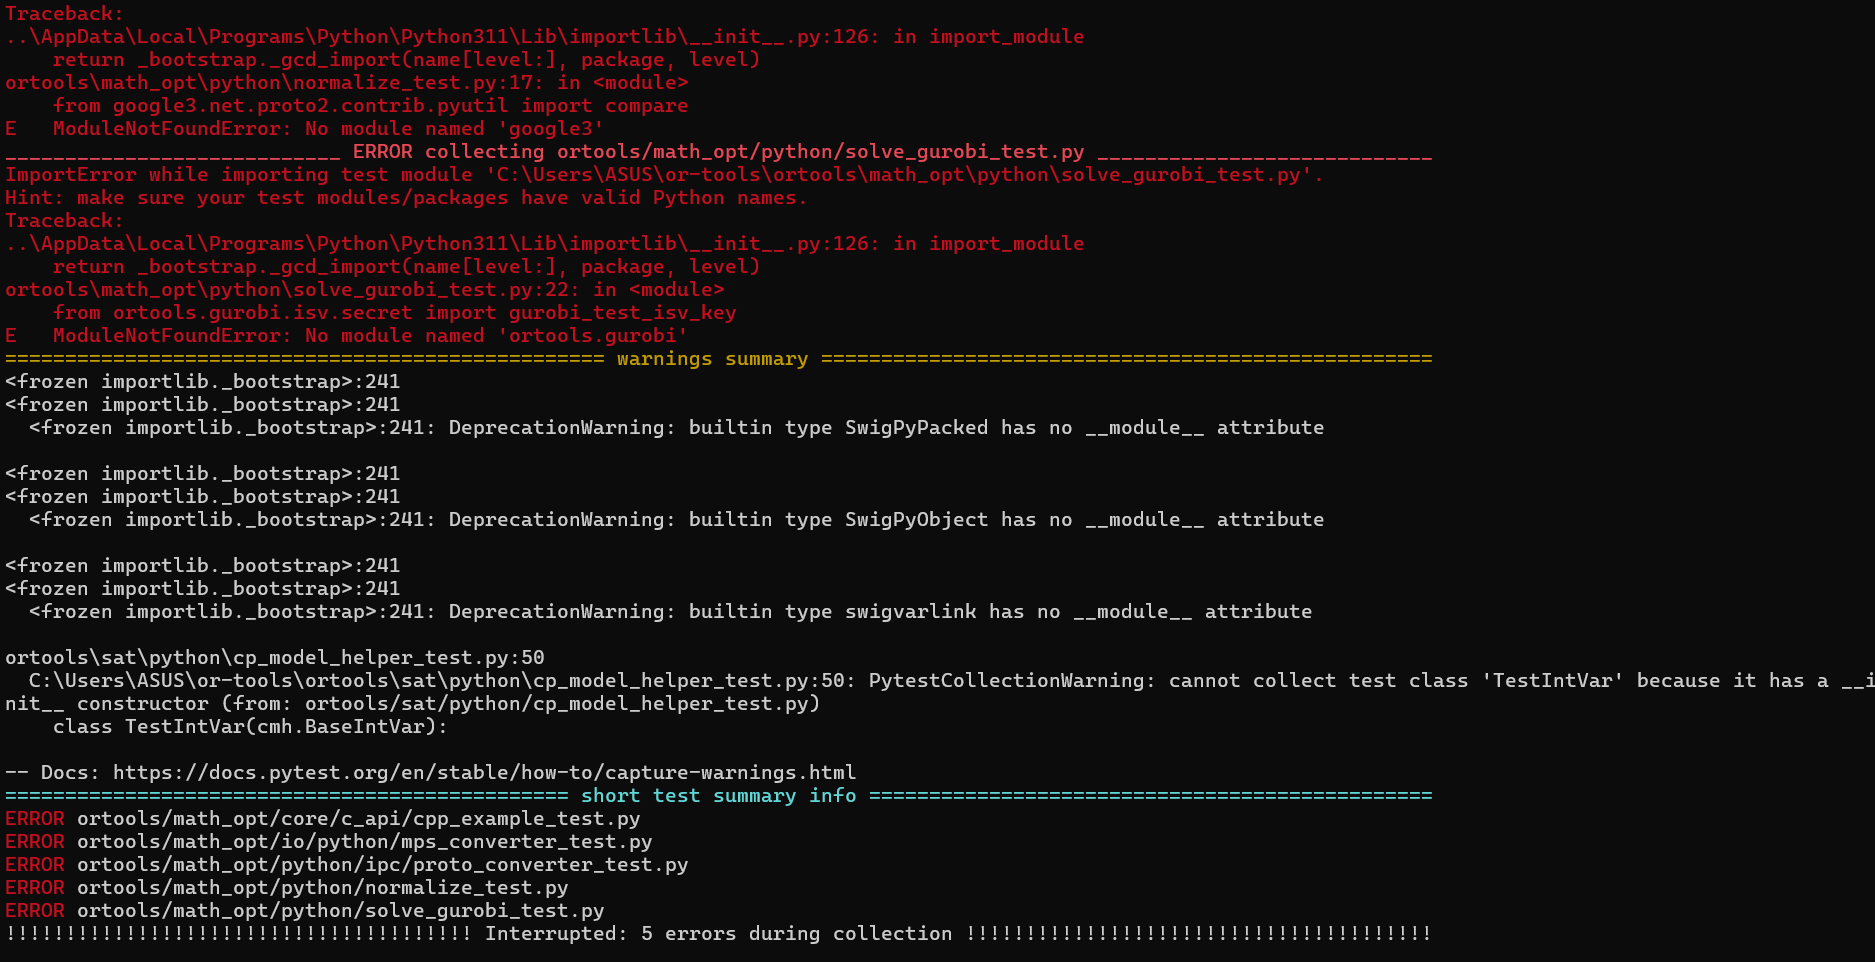 Traceback:
..\AppData\Local\Programs\Python\Python311\Lib\importlib\__init__.py:126: in import_module
    return _bootstrap._gcd_import(name[level:], package, level)
ortools\math_opt\python\normalize_test.py:17: in <module>
    from google3.net.proto2.contrib.pyutil import compare
E   ModuleNotFoundError: No module named 'google3'
____________________________ ERROR collecting ortools/math_opt/python/solve_gurobi_test.py ____________________________
ImportError while importing test module 'C:\Users\ASUS\or-tools\ortools\math_opt\python\solve_gurobi_test.py'.
Hint: make sure your test modules/packages have valid Python names.
Traceback:
..\AppData\Local\Programs\Python\Python311\Lib\importlib\__init__.py:126: in import_module
    return _bootstrap._gcd_import(name[level:], package, level)
ortools\math_opt\python\solve_gurobi_test.py:22: in <module>
    from ortools.gurobi.isv.secret import gurobi_test_isv_key
E   ModuleNotFoundError: No module named 'ortools.gurobi'
================================================== warnings summary ===================================================
<frozen importlib._bootstrap>:241
<frozen importlib._bootstrap>:241
  <frozen importlib._bootstrap>:241: DeprecationWarning: builtin type SwigPyPacked has no __module__ attribute

<frozen importlib._bootstrap>:241
<frozen importlib._bootstrap>:241
  <frozen importlib._bootstrap>:241: DeprecationWarning: builtin type SwigPyObject has no __module__ attribute

<frozen importlib._bootstrap>:241
<frozen importlib._bootstrap>:241
  <frozen importlib._bootstrap>:241: DeprecationWarning: builtin type swigvarlink has no __module__ attribute

ortools\sat\python\cp_model_helper_test.py:50
  C:\Users\ASUS\or-tools\ortools\sat\python\cp_model_helper_test.py:50: PytestCollectionWarning: cannot collect test class 'TestIntVar' because it has a __i
nit__ constructor (from: ortools/sat/python/cp_model_helper_test.py)
    class TestIntVar(cmh.BaseIntVar):

-- Docs: https://docs.pytest.org/en/stable/how-to/capture-warnings.html
=============================================== short test summary info ===============================================
ERROR ortools/math_opt/core/c_api/cpp_example_test.py
ERROR ortools/math_opt/io/python/mps_converter_test.py
ERROR ortools/math_opt/python/ipc/proto_converter_test.py
ERROR ortools/math_opt/python/normalize_test.py
ERROR ortools/math_opt/python/solve_gurobi_test.py
!!!!!!!!!!!!!!!!!!!!!!!!!!!!!!!!!!!!!!! Interrupted: 5 errors during collection !!!!!!!!!!!!!!!!!!!!!!!!!!!!!!!!!!!!!!!